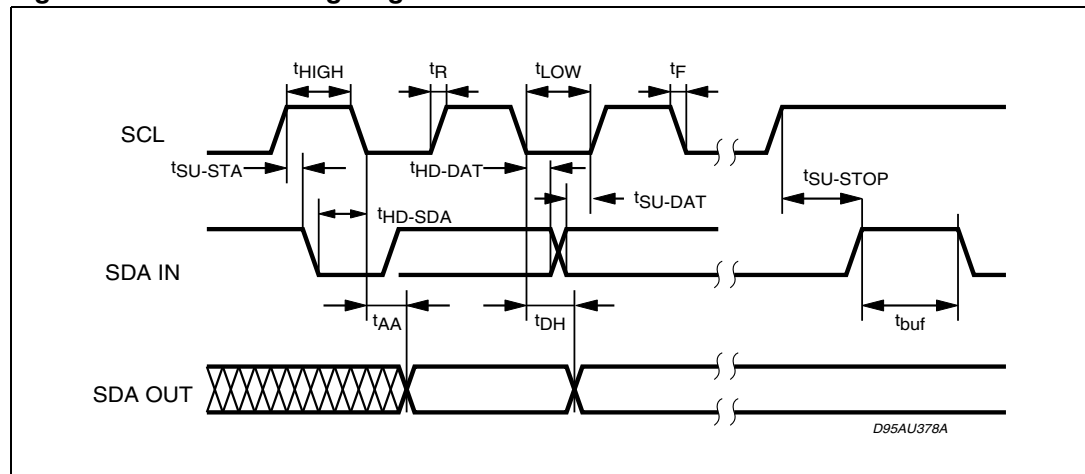 tHIGH tR tLOW tF
SCL
tSU-STA tHD-DAT tSU-STOP
tSU-DAT
tHD-SDA
SDA IN
tAA tDH tbuf
SDA OUT
D95AU378A